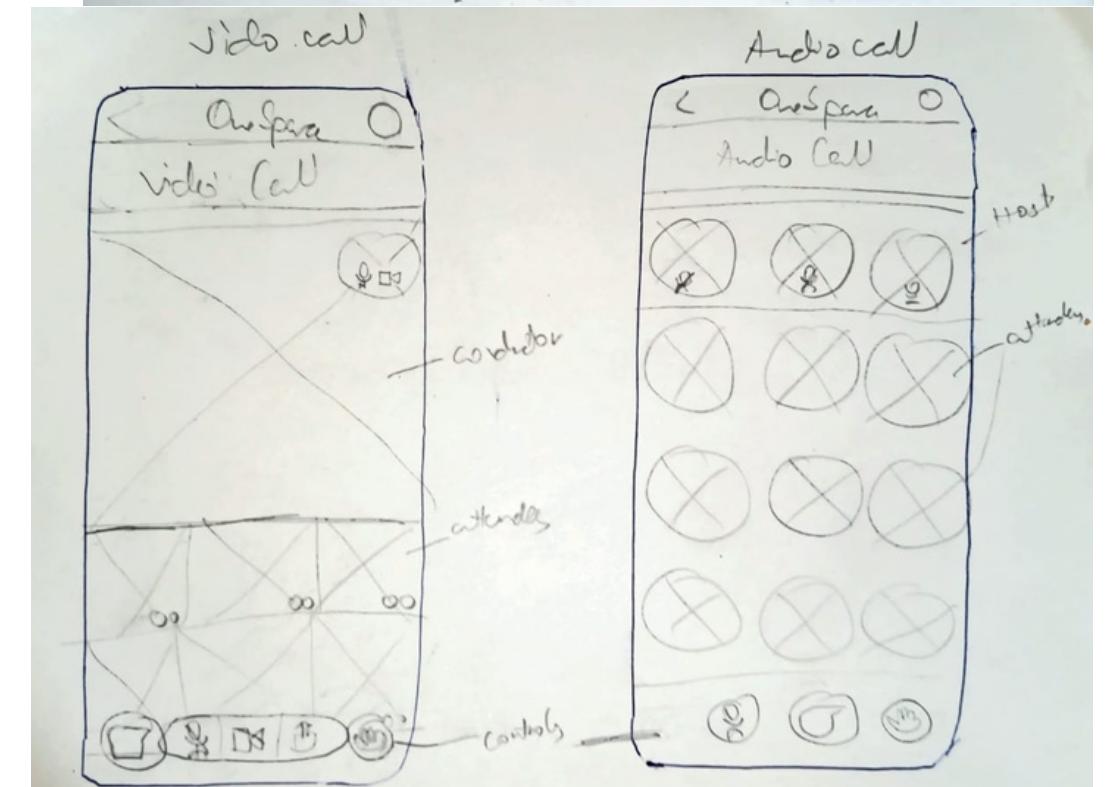 Video call
OneSpace
Video Call
conductor
attendees
controls
Audio call
OneSpace
Audio Call
Host
attendees